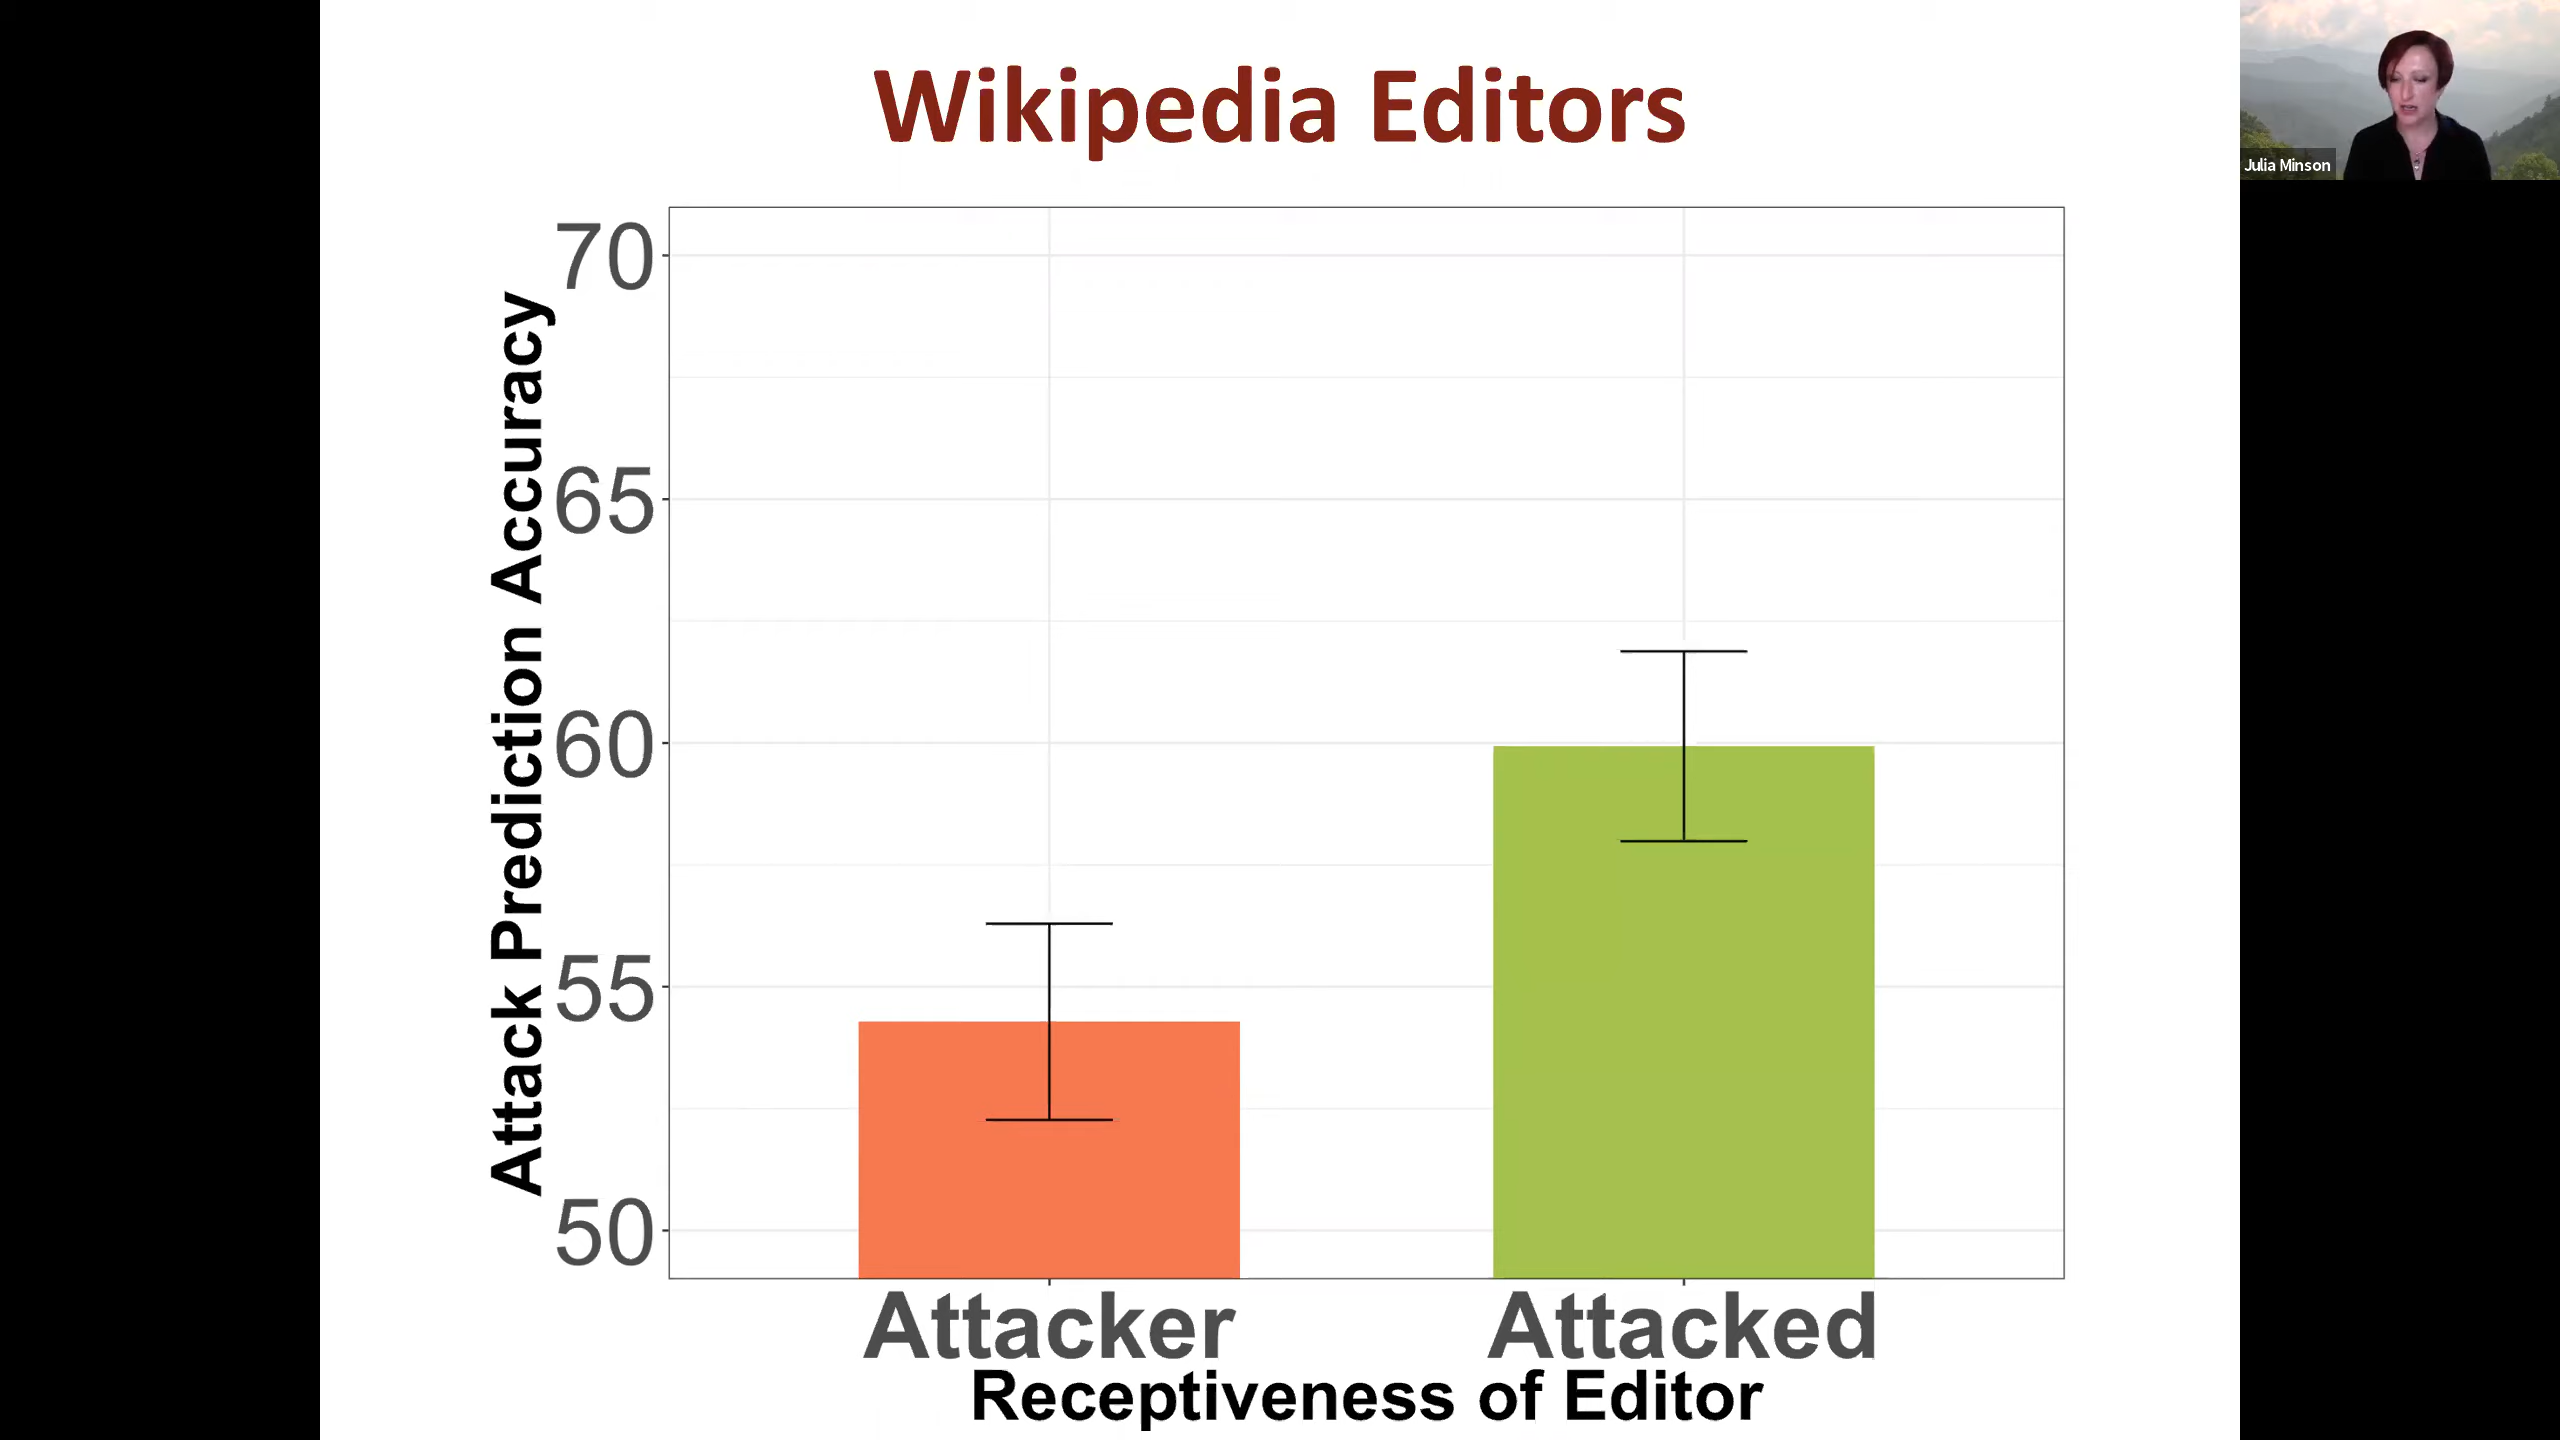 Wikipedia Editors
Julia Minson
Attack Prediction Accuracy
70
65
60
55
50
Attacker
Attacked
Receptiveness of Editor